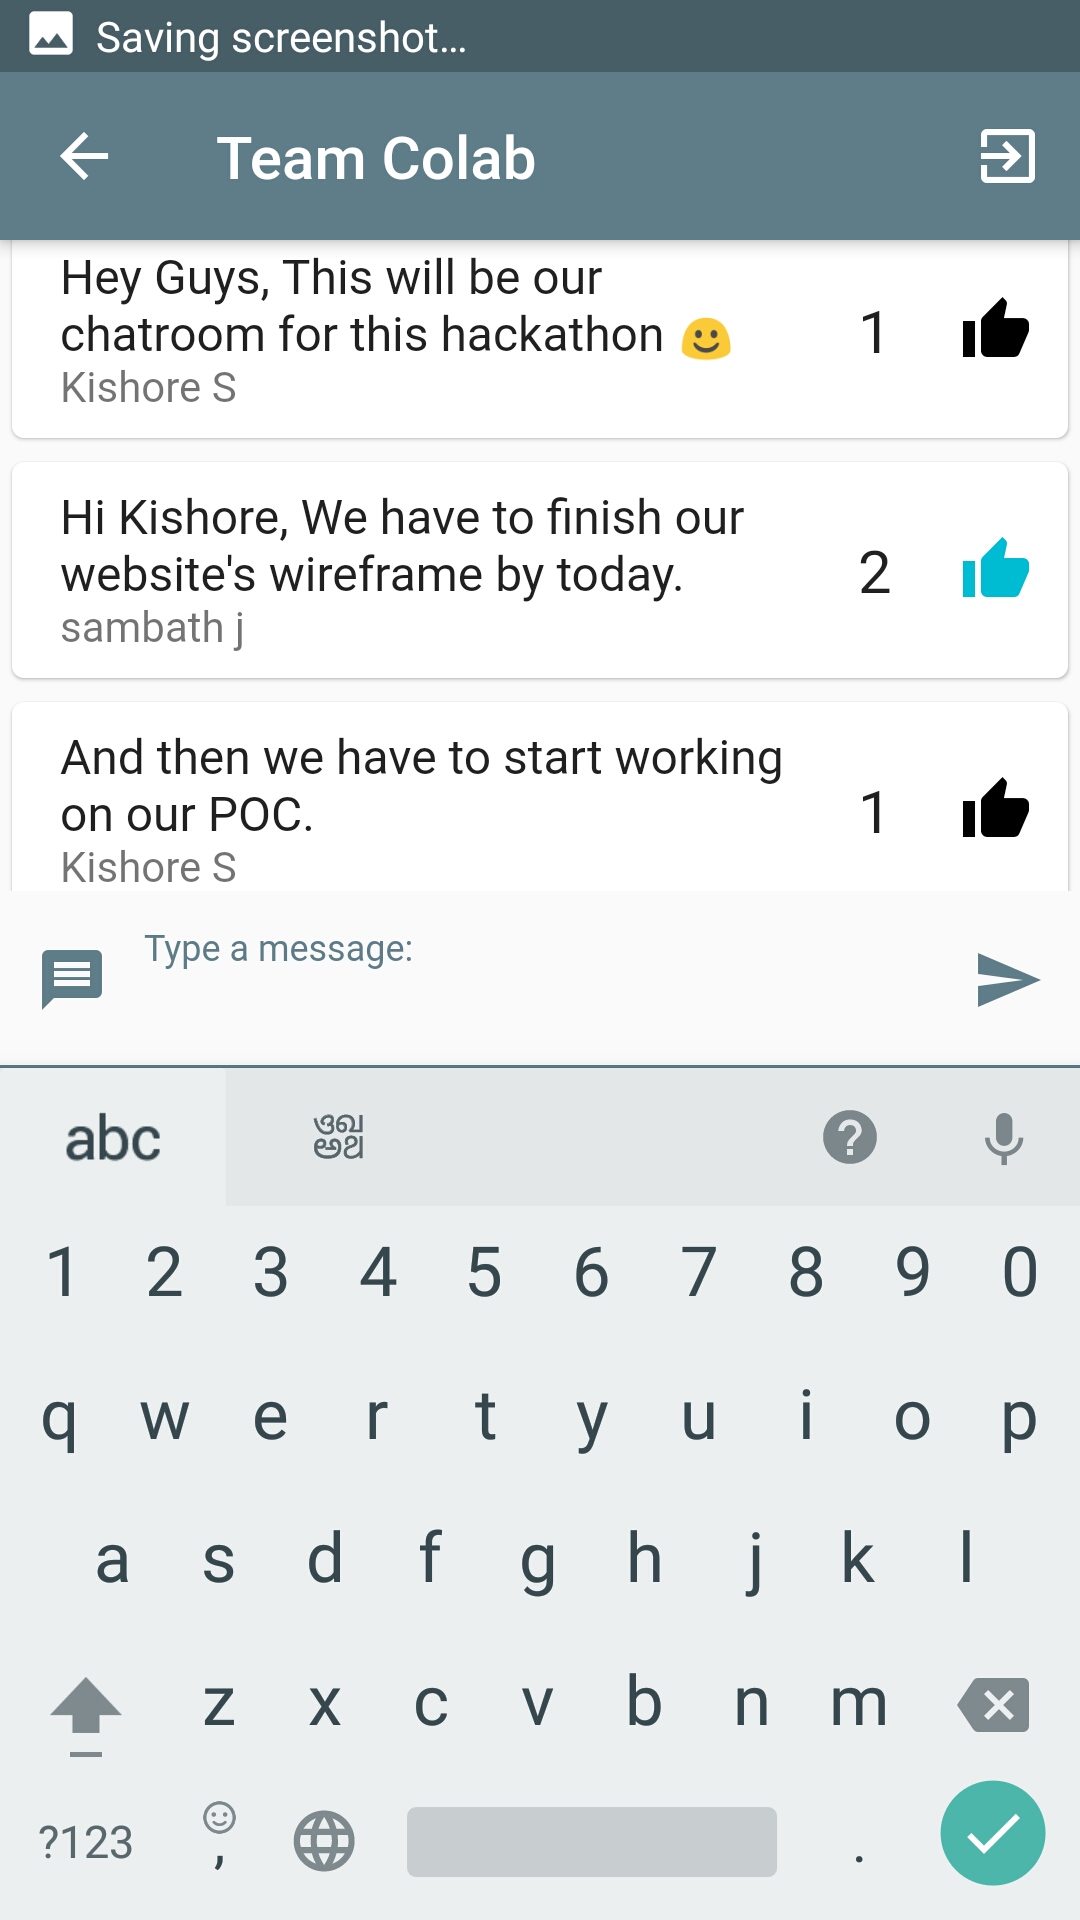 Saving screenshot...
Team Colab
Hey Guys, This will be our
chatroom for this hackathon 🙂
1
Kishore S
Hi Kishore, We have to finish our
website's wireframe by today.
2
sambath j
And then we have to start working
on our POC.
1
Kishore S
Type a message:
abc
1 2 3 4 5 6 7 8 9 0
q w e r t y u i o p
a s d f g h j k l
z x c v b n m
?123 , .